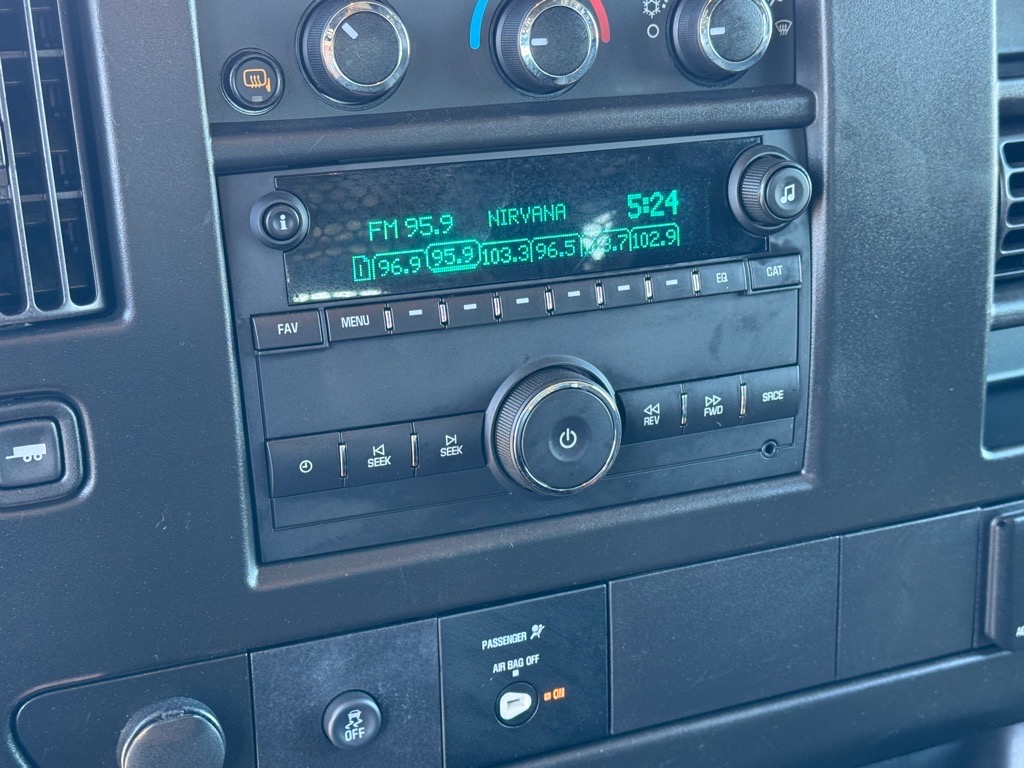 FM 95.9 NIRVANA 5:24
1 96.9 95.9 103.3 96.5 102.9
FAV MENU EQ CAT
SEEK SEEK REV FWD SRCE
PASSENGER
AIR BAG OFF
ON
OFF